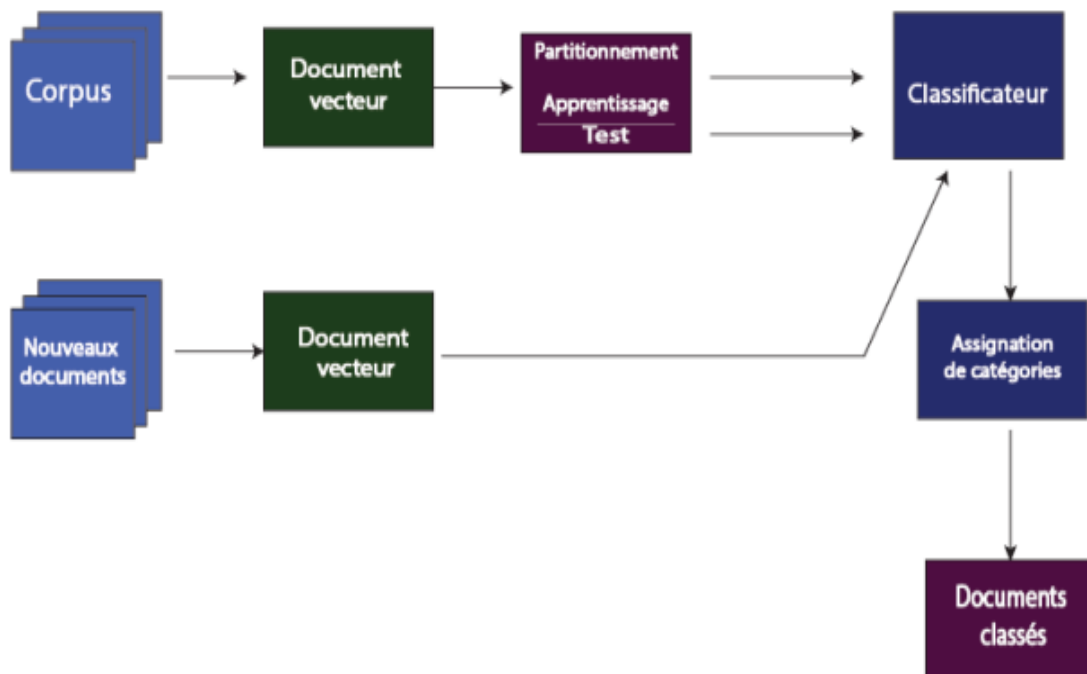 Corpus
Document
vecteur
Partitionnement
Apprentissage
Test
Classificateur
Nouveaux
documents
Document
vecteur
Assignation
de catégories
Documents
classés